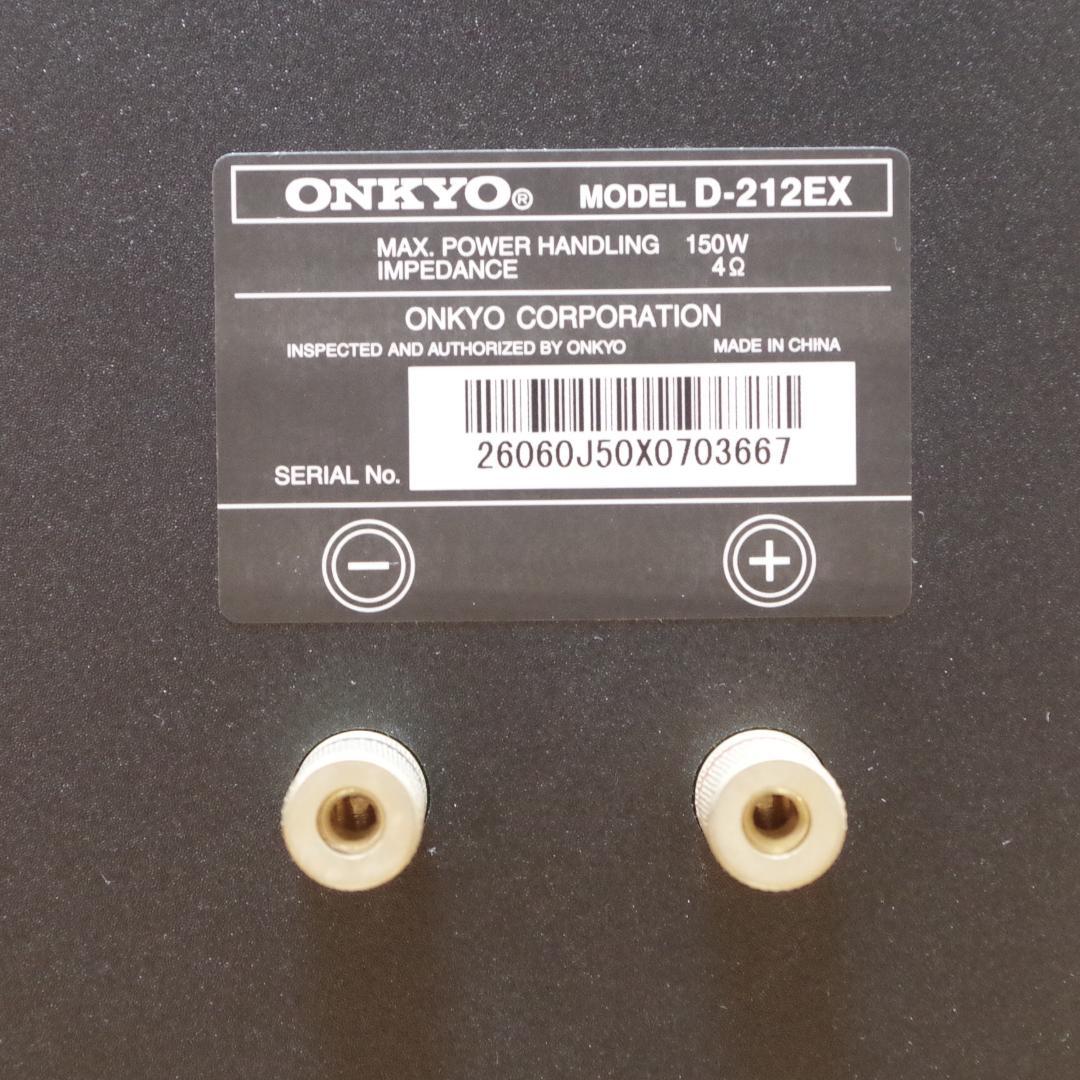 ONKYO® MODEL D-212EX
MAX. POWER HANDLING 150W
IMPEDANCE 4Ω
ONKYO CORPORATION
INSPECTED AND AUTHORIZED BY ONKYO MADE IN CHINA
SERIAL No. 26060J50X0703667
− +